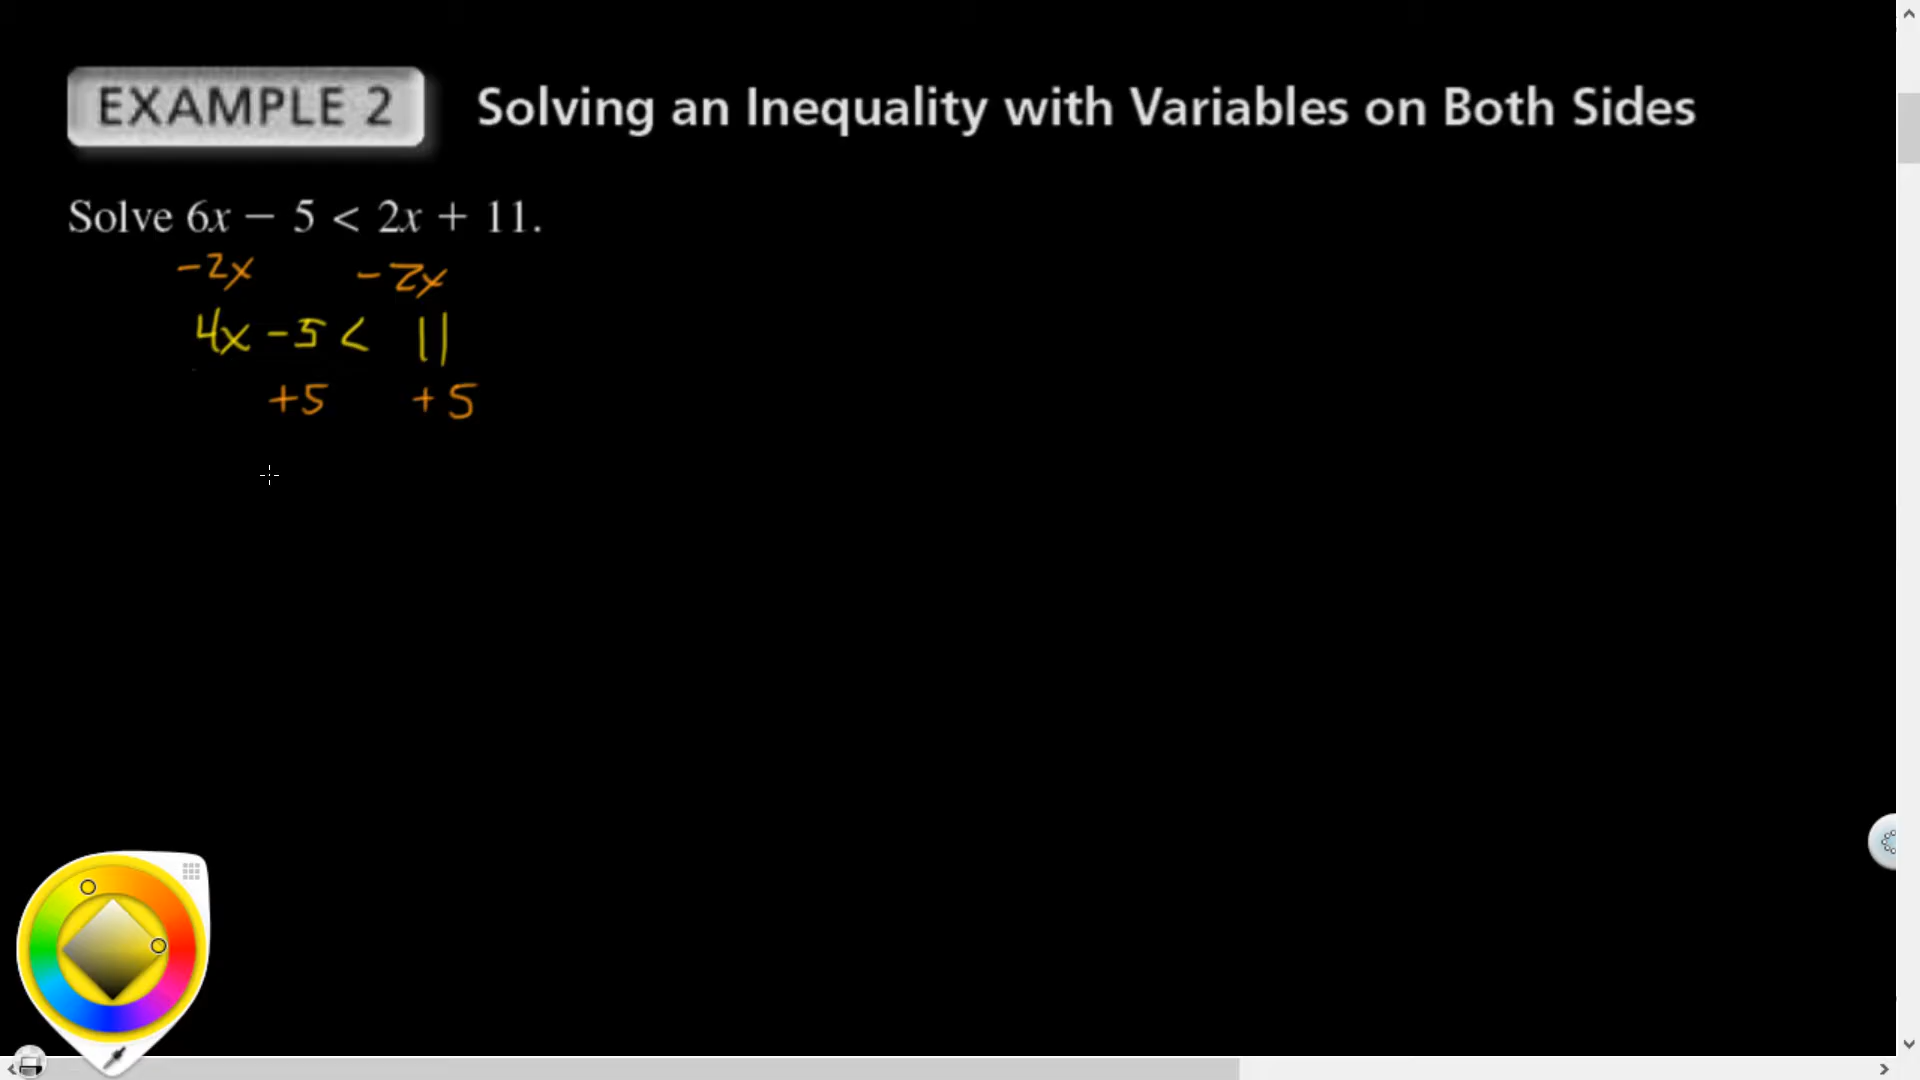 EXAMPLE 2 Solving an Inequality with Variables on Both Sides
Solve 6x − 5 < 2x + 11.
-2x -2x
4x -5 < 11
+5 +5